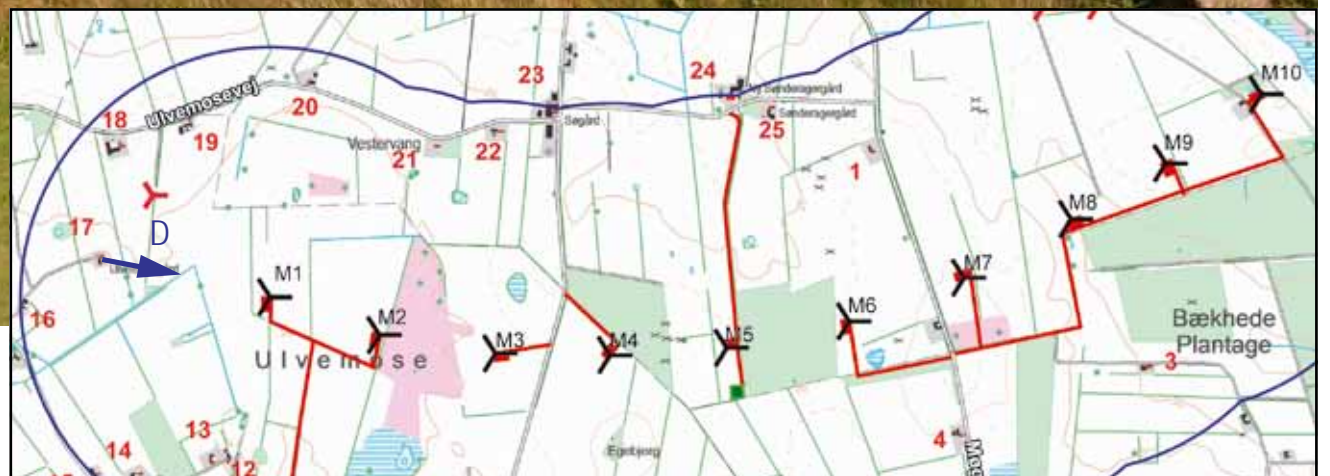 M10
24
23
Ny Sønderagergård
Ulvemosevej
20
Søgård
25
Sønderagergård
18
19
Vestervang
21
22
M9
1
M8
17
D
M1
M7
16
M2
M6
M3
M4
M5
Ulvemose
Bækhede
Plantage
3
13
14
12
4
Egebjerg